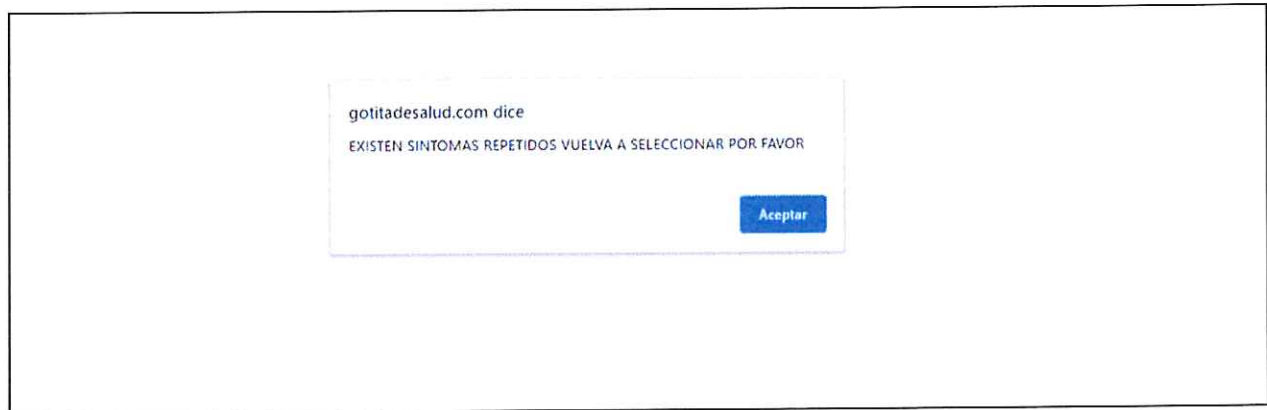 gotitadesalud.com dice
EXISTEN SINTOMAS REPETIDOS VUELVA A SELECCIONAR POR FAVOR
Aceptar